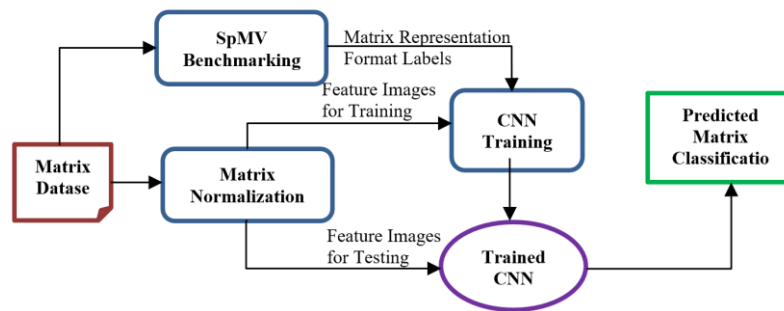 SpMV
Benchmarking
Matrix Representation
Format Labels
Feature Images
for Training
CNN
Training
Predicted
Matrix
Classificatio
Matrix
Datase
Matrix
Normalization
Feature Images
for Testing
Trained
CNN